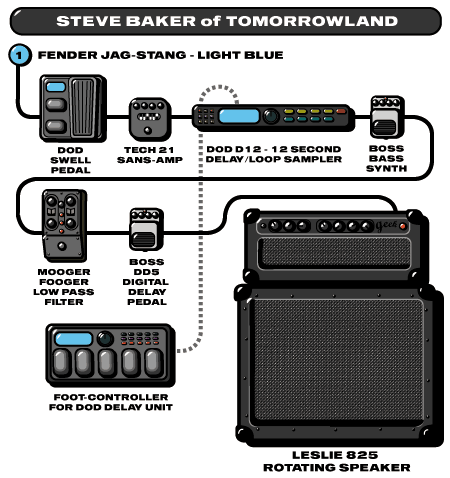 STEVE BAKER of TOMORROWLAND
1 FENDER JAG-STANG - LIGHT BLUE
DOD
SWELL
PEDAL
TECH 21
SANS-AMP
DOD D12 - 12 SECOND
DELAY/LOOP SAMPLER
BOSS
BASS
SYNTH
MOOGER
FOOGER
LOW PASS
FILTER
BOSS
DD5
DIGITAL
DELAY
PEDAL
geek
FOOT-CONTROLLER
FOR DOD DELAY UNIT
LESLIE 825
ROTATING SPEAKER